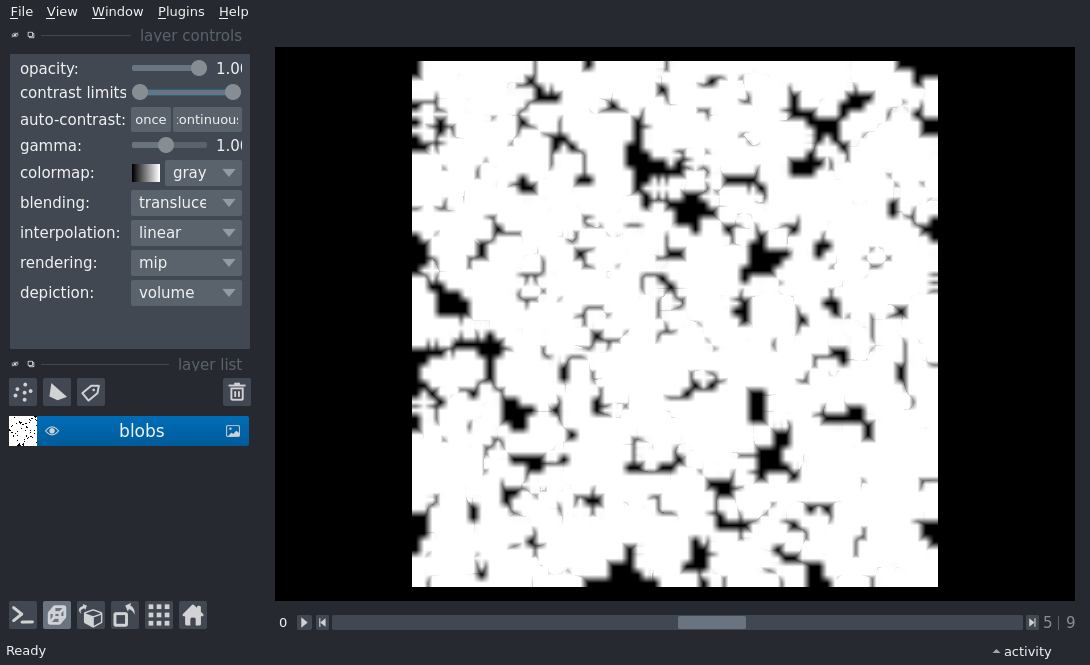 File View Window Plugins Help
layer controls
opacity: 1.0
contrast limits
auto-contrast: once continuous
gamma: 1.0
colormap: gray
blending: transluce
interpolation: linear
rendering: mip
depiction: volume
layer list
blobs
0 5 | 9
Ready activity